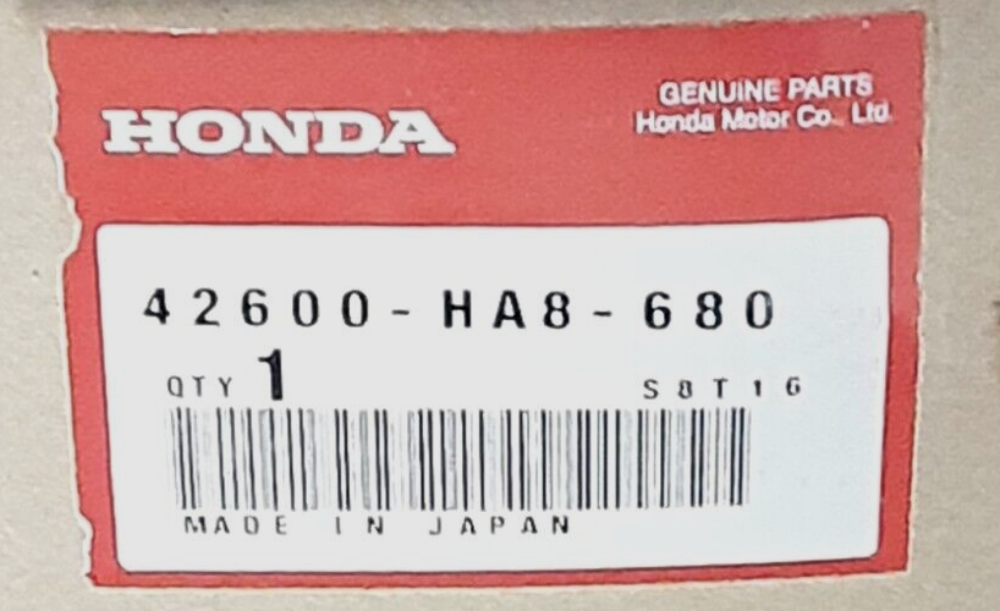 HONDA
GENUINE PARTS
Honda Motor Co., Ltd.
42600-HA8-680
QTY 1 S8T16
MADE IN JAPAN